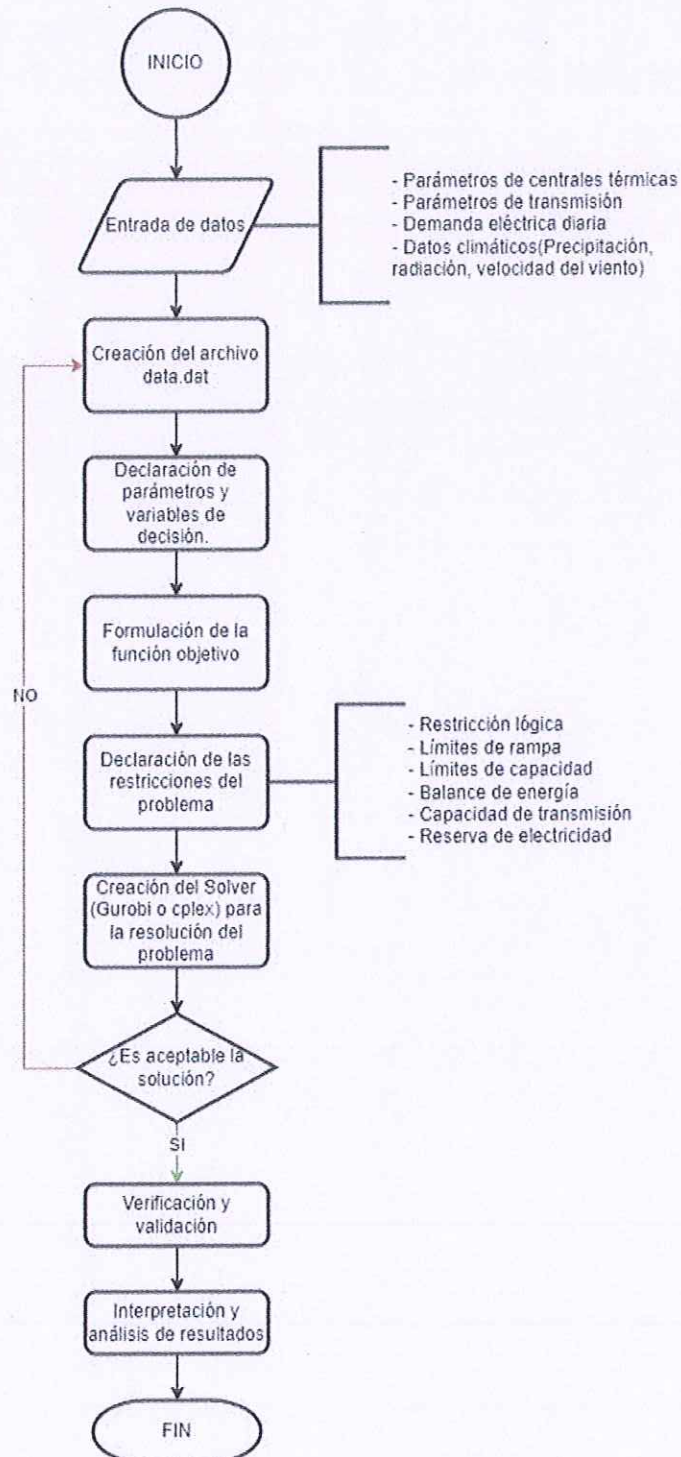 INICIO
Entrada de datos
- Parámetros de centrales térmicas
- Parámetros de transmisión
- Demanda eléctrica diaria
- Datos climáticos(Precipitación,
radiación, velocidad del viento)
Creación del archivo
data.dat
Declaración de
parámetros y
variables de
decisión.
Formulación de la
función objetivo
NO
Declaración de las
restricciones del
problema
- Restricción lógica
- Límites de rampa
- Límites de capacidad
- Balance de energía
- Capacidad de transmisión
- Reserva de electricidad
Creación del Solver
(Gurobi o cplex) para
la resolución del
problema
¿Es aceptable la
solución?
SI
Verificación y
validación
Interpretación y
análisis de resultados
FIN